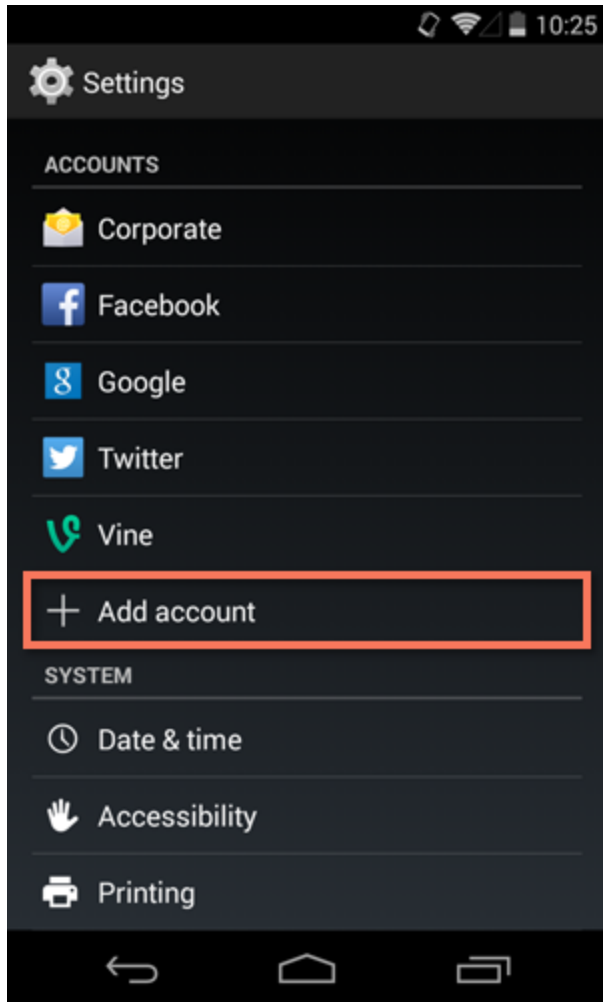 10:25
Settings
ACCOUNTS
Corporate
Facebook
Google
Twitter
Vine
Add account
SYSTEM
Date & time
Accessibility
Printing